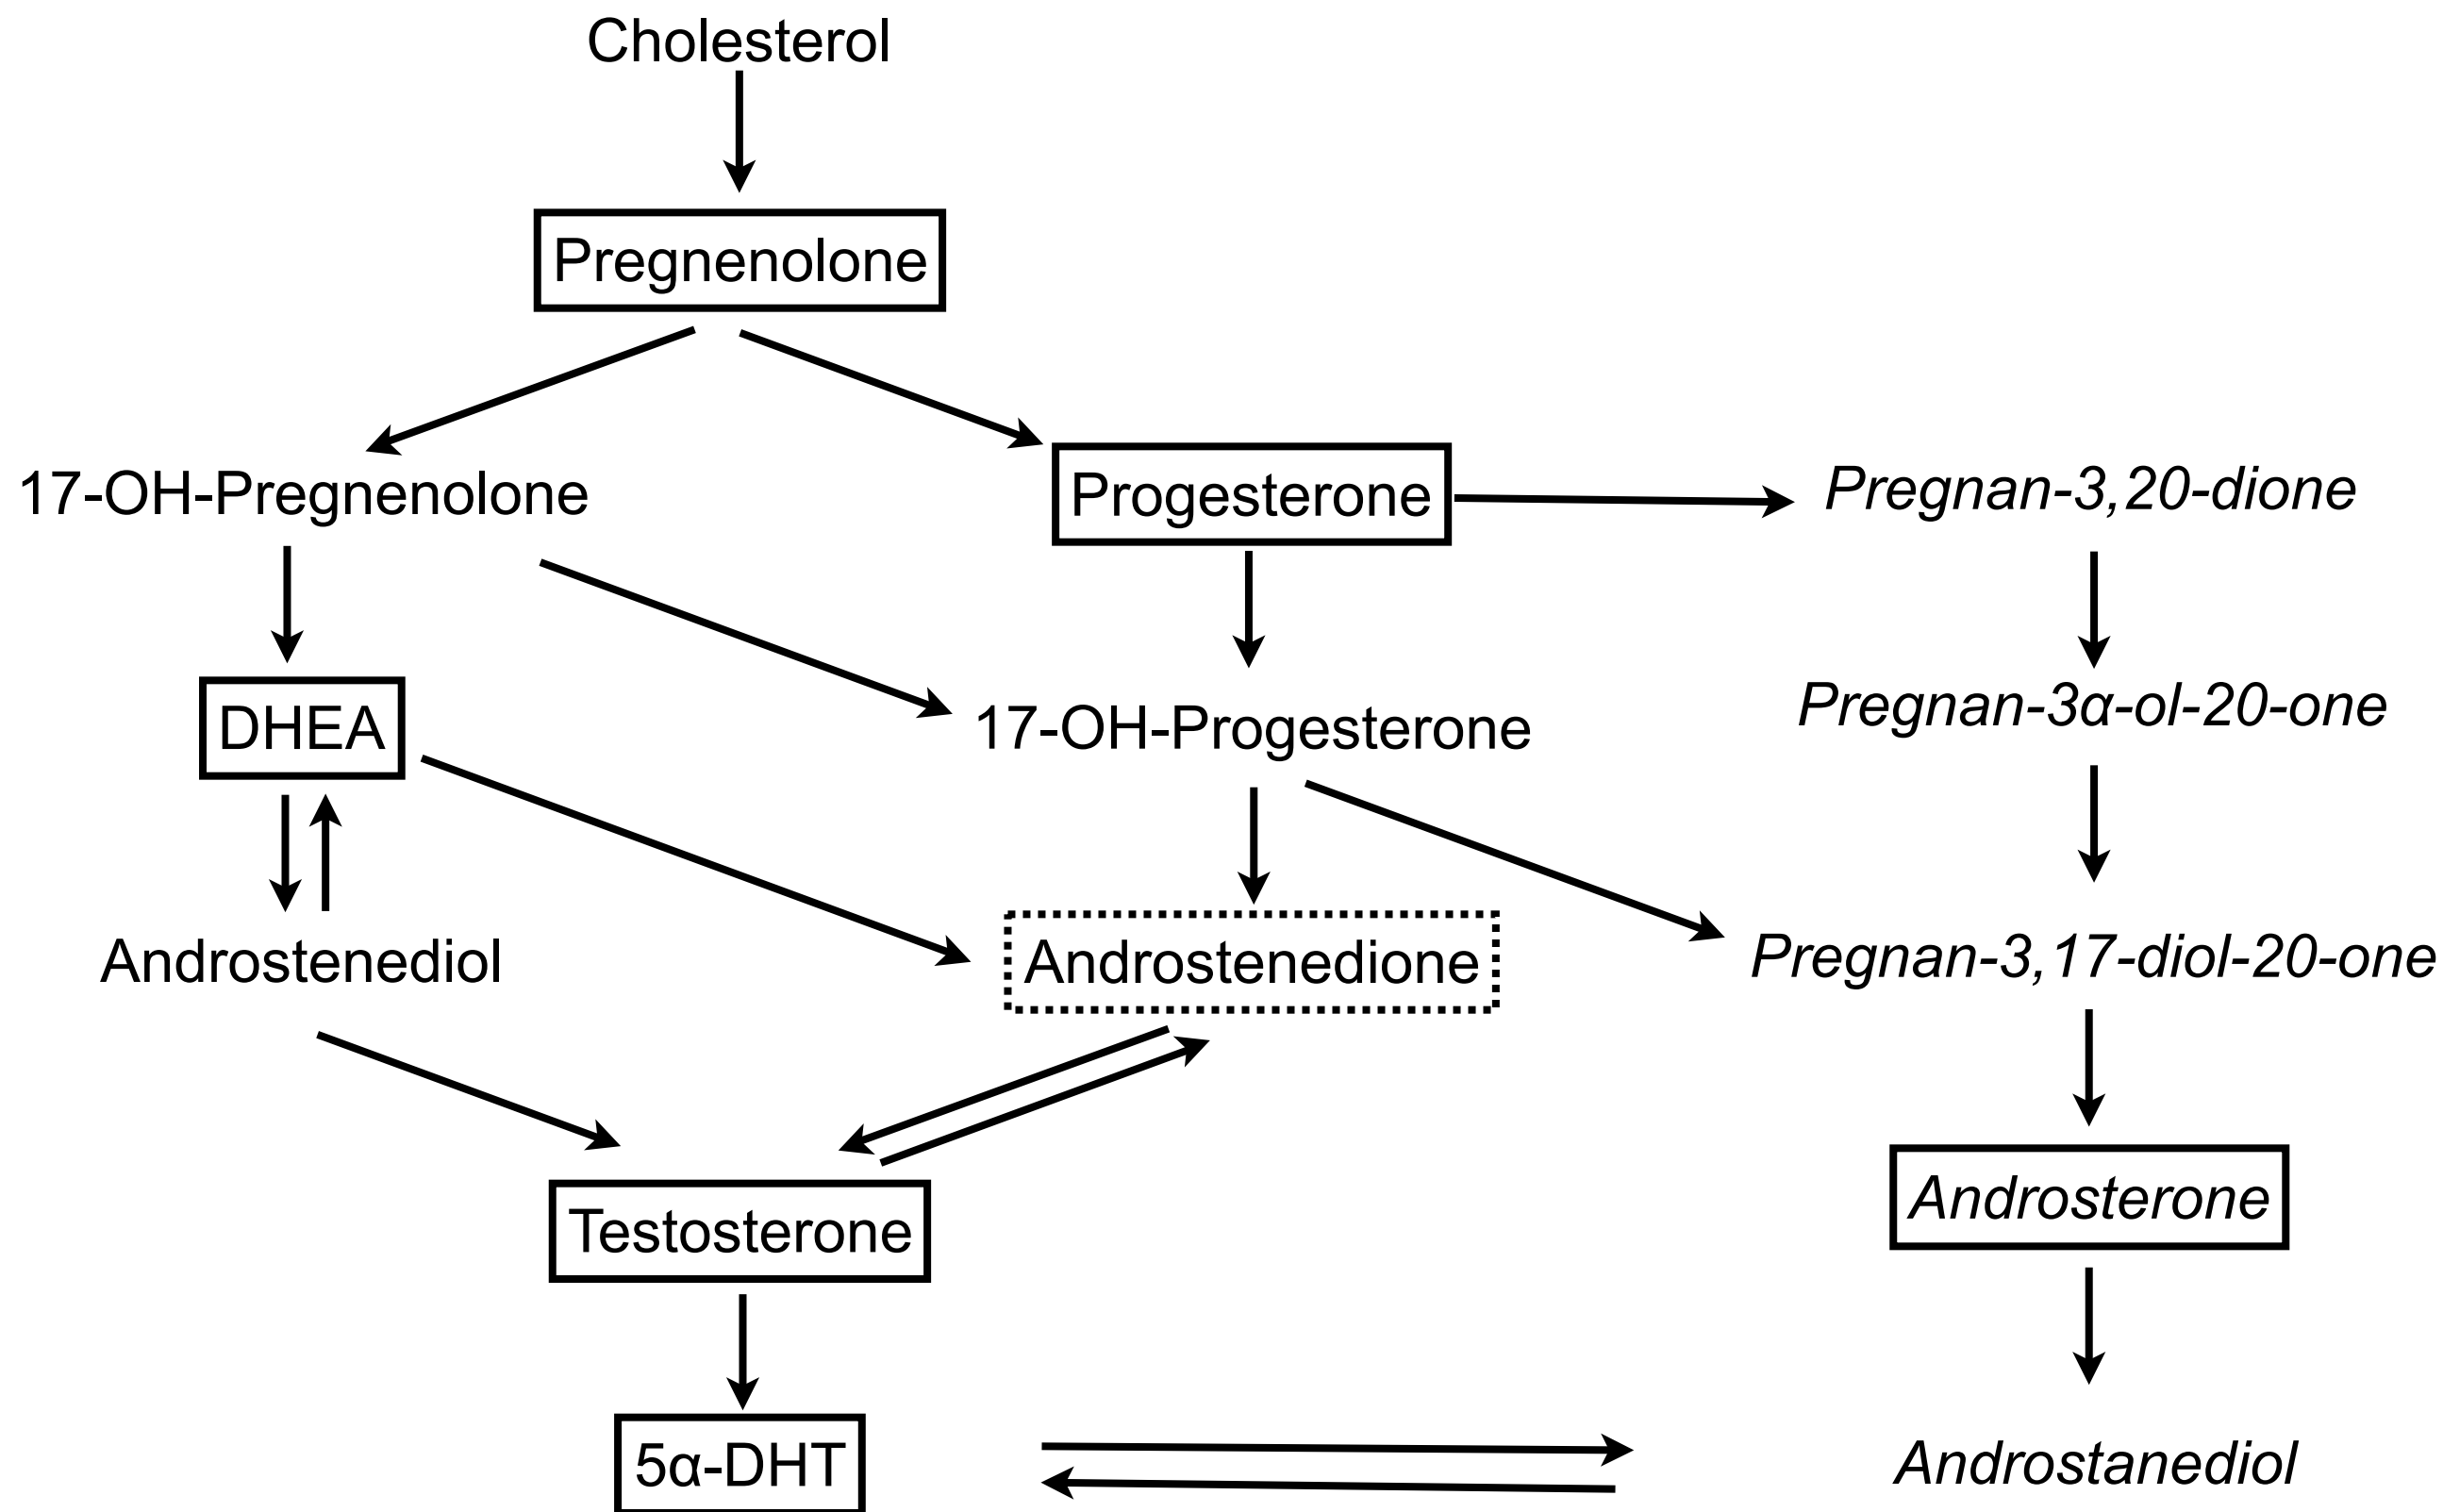 Cholesterol
Pregnenolone
17-OH-Pregnenolone
Progesterone
Pregnan-3,20-dione
DHEA
17-OH-Progesterone
Pregnan-3α-ol-20-one
Androstenediol
Androstenedione
Pregnan-3,17-diol-20-one
Testosterone
Androsterone
5α-DHT
Androstanediol